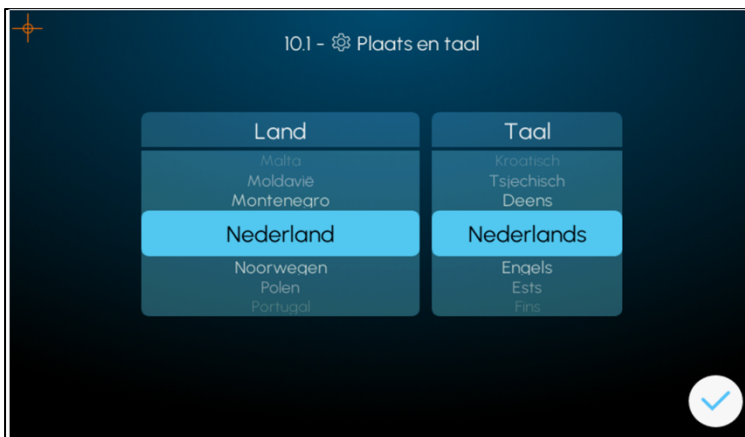 10.1 - Plaats en taal
Land
Taal
Malta
Moldavië
Montenegro
Nederland
Noorwegen
Polen
Portugal
Kroatisch
Tsjechisch
Deens
Nederlands
Engels
Ests
Fins